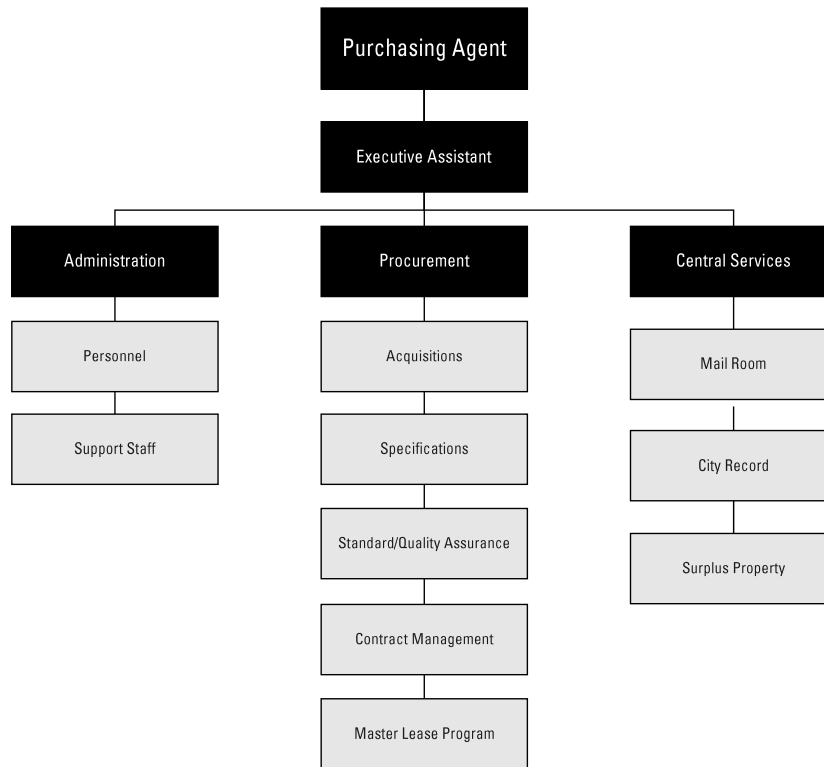 Purchasing Agent
Executive Assistant
Administration
Procurement
Central Services
Personnel
Acquisitions
Mail Room
Support Staff
Specifications
City Record
Standard/Quality Assurance
Surplus Property
Contract Management
Master Lease Program